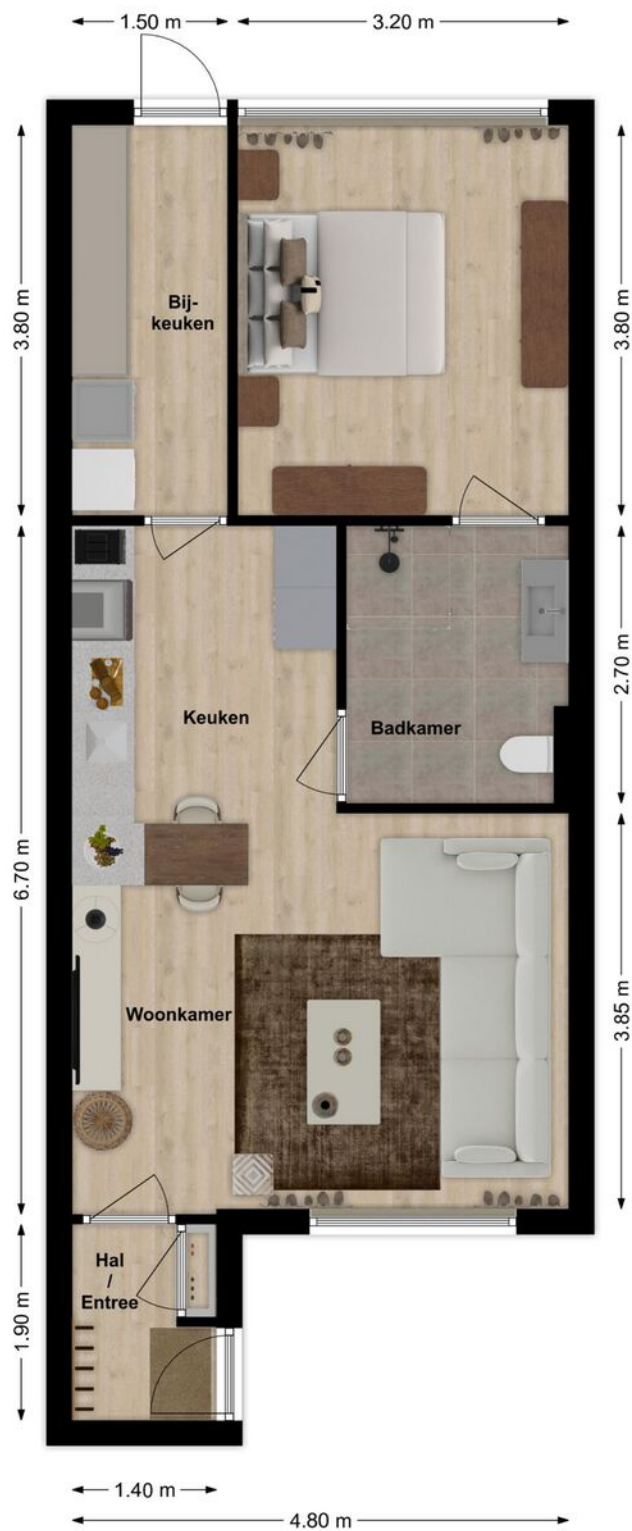 1.50 m
3.20 m
3.80 m
3.80 m
Bij-
keuken
Keuken
Badkamer
2.70 m
6.70 m
Woonkamer
3.85 m
Hal
/
Entree
1.90 m
1.40 m
4.80 m